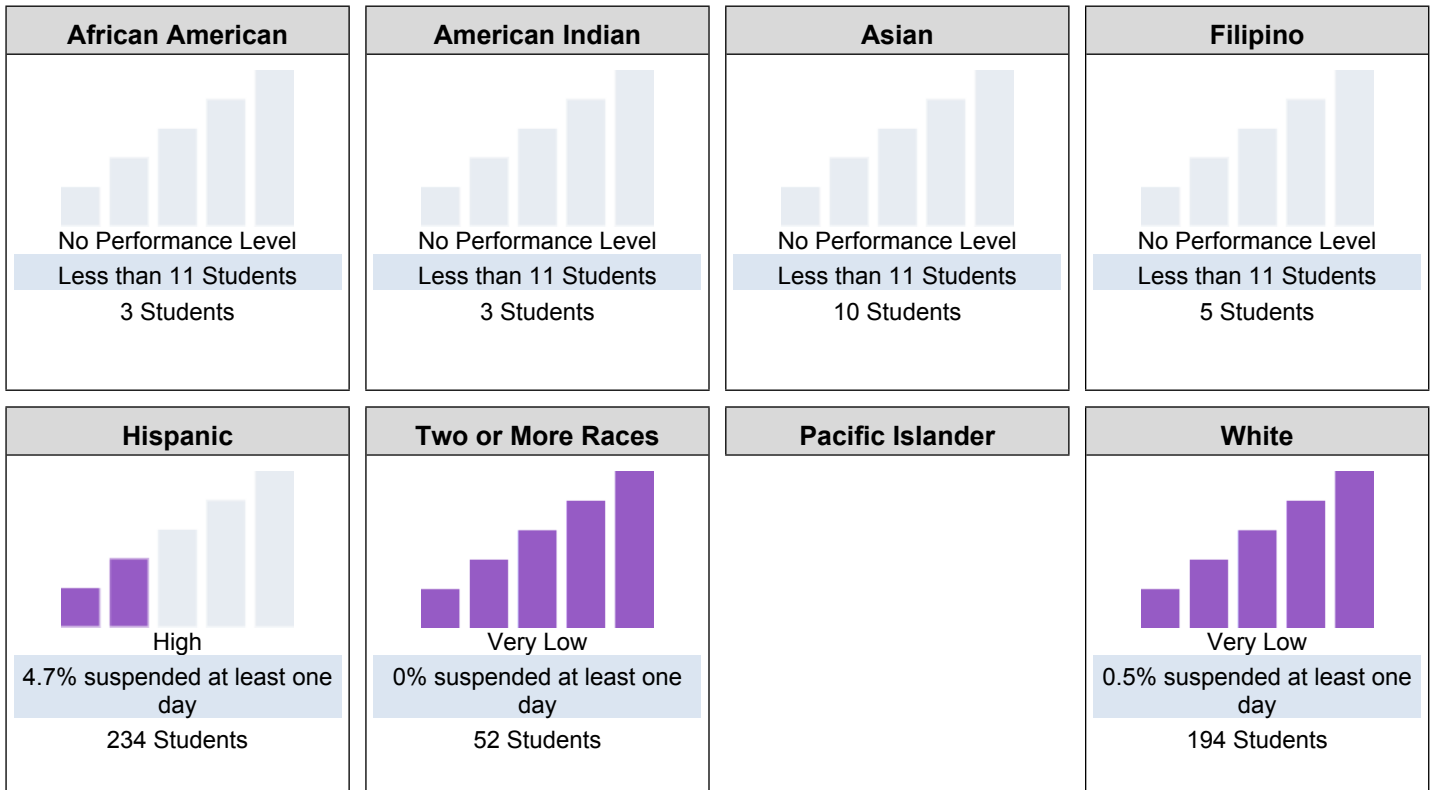 African American
No Performance Level
Less than 11 Students
3 Students
American Indian
No Performance Level
Less than 11 Students
3 Students
Asian
No Performance Level
Less than 11 Students
10 Students
Filipino
No Performance Level
Less than 11 Students
5 Students
Hispanic
High
4.7% suspended at least one
day
234 Students
Two or More Races
Very Low
0% suspended at least one
day
52 Students
Pacific Islander
White
Very Low
0.5% suspended at least one
day
194 Students